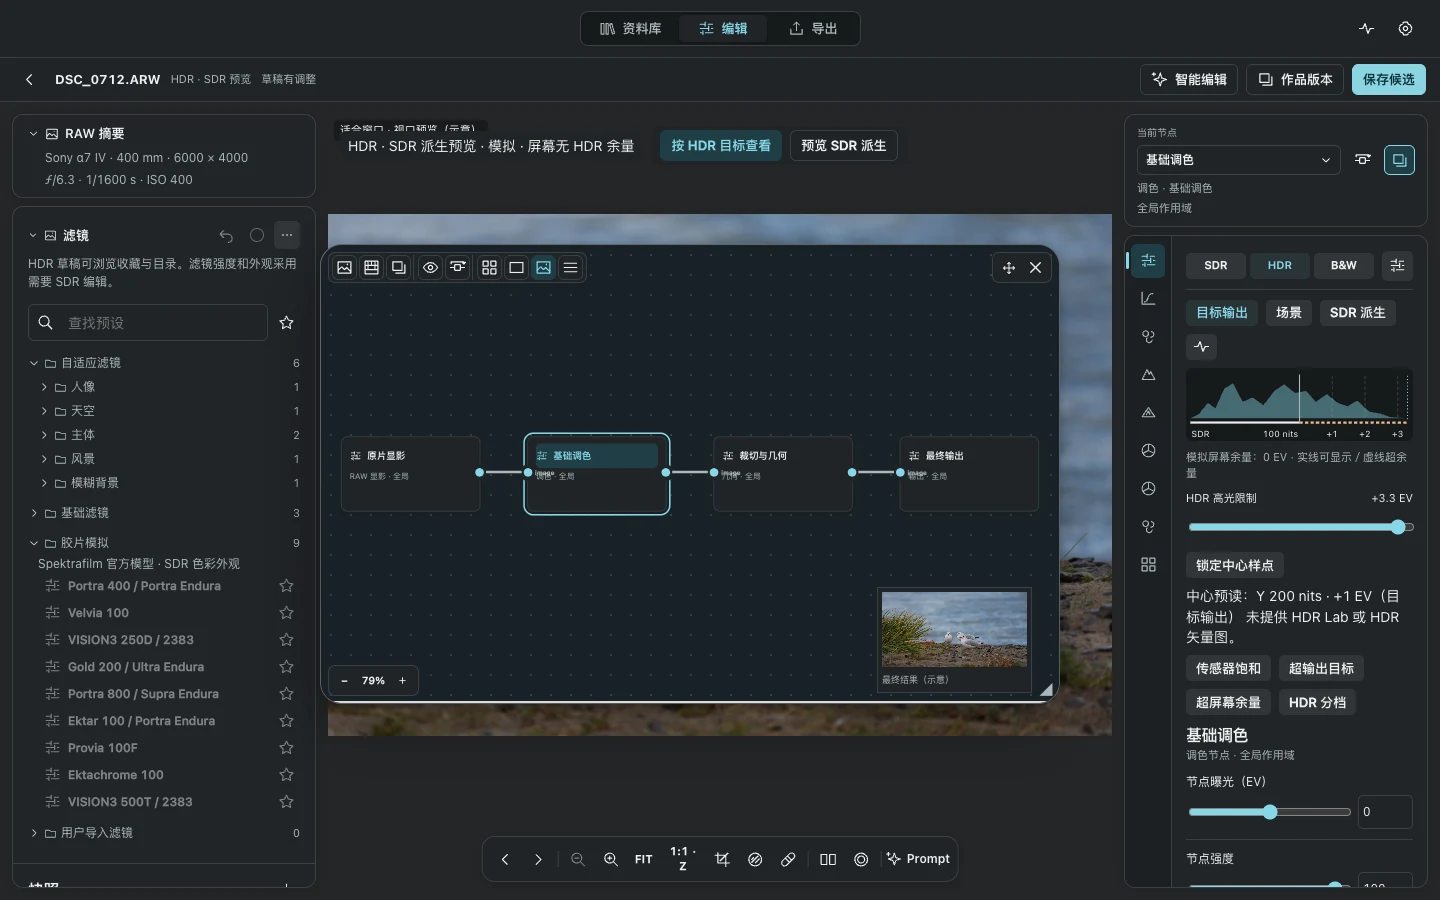 资料库
编辑
导出
DSC_0712.ARW
HDR · SDR 预览
草稿有调整
智能编辑
作品版本
保存候选
RAW 摘要
Sony α7 IV · 400 mm · 6000 × 4000
ƒ/6.3 · 1/1600 s · ISO 400
滤镜
HDR 草稿可浏览收藏与目录。滤镜强度和外观采用
需要 SDR 编辑。
查找预设
自适应滤镜 6
人像 1
天空 1
主体 2
风景 1
模糊背景 1
基础滤镜 3
胶片模拟 9
Spektrafilm 官方模型 · SDR 色彩外观
Portra 400 / Portra Endura
Velvia 100
VISION3 250D / 2383
Gold 200 / Ultra Endura
Portra 800 / Supra Endura
Ektar 100 / Portra Endura
Provia 100F
Ektachrome 100
VISION3 500T / 2383
用户导入滤镜 0
适合窗口 · 视口预览（示意）
HDR · SDR 派生预览 · 模拟 · 屏幕无 HDR 余量
按 HDR 目标查看
预览 SDR 派生
原片显影
RAW 显影 · 全局
基础调色
Image
调色 · 全局
裁切与几何
Image
几何 · 全局
最终输出
Image
输出 · 全局
最终结果（示意）
− 79% +
FIT
1:1 ·
Z
Prompt
当前节点
基础调色
调色 · 基础调色
全局作用域
SDR
HDR
B&W
目标输出
场景
SDR 派生
SDR 100 nits +1 +2 +3
模拟屏幕余量：0 EV · 实线可显示 / 虚线超余
量
HDR 高光限制 +3.3 EV
锁定中心样点
中心预读：Y 200 nits · +1 EV（目
标输出） 未提供 HDR Lab 或 HDR
矢量图。
传感器饱和
超输出目标
超屏幕余量
HDR 分档
基础调色
调色节点 · 全局作用域
节点曝光（EV）
0
节点强度
100